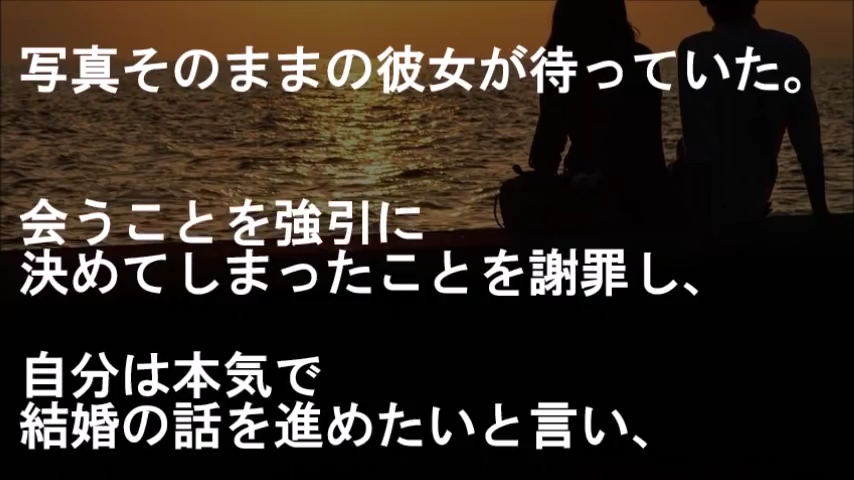 写真そのままの彼女が待っていた。
会うことを強引に
決めてしまったことを謝罪し、
自分は本気で
結婚の話を進めたいと言い、